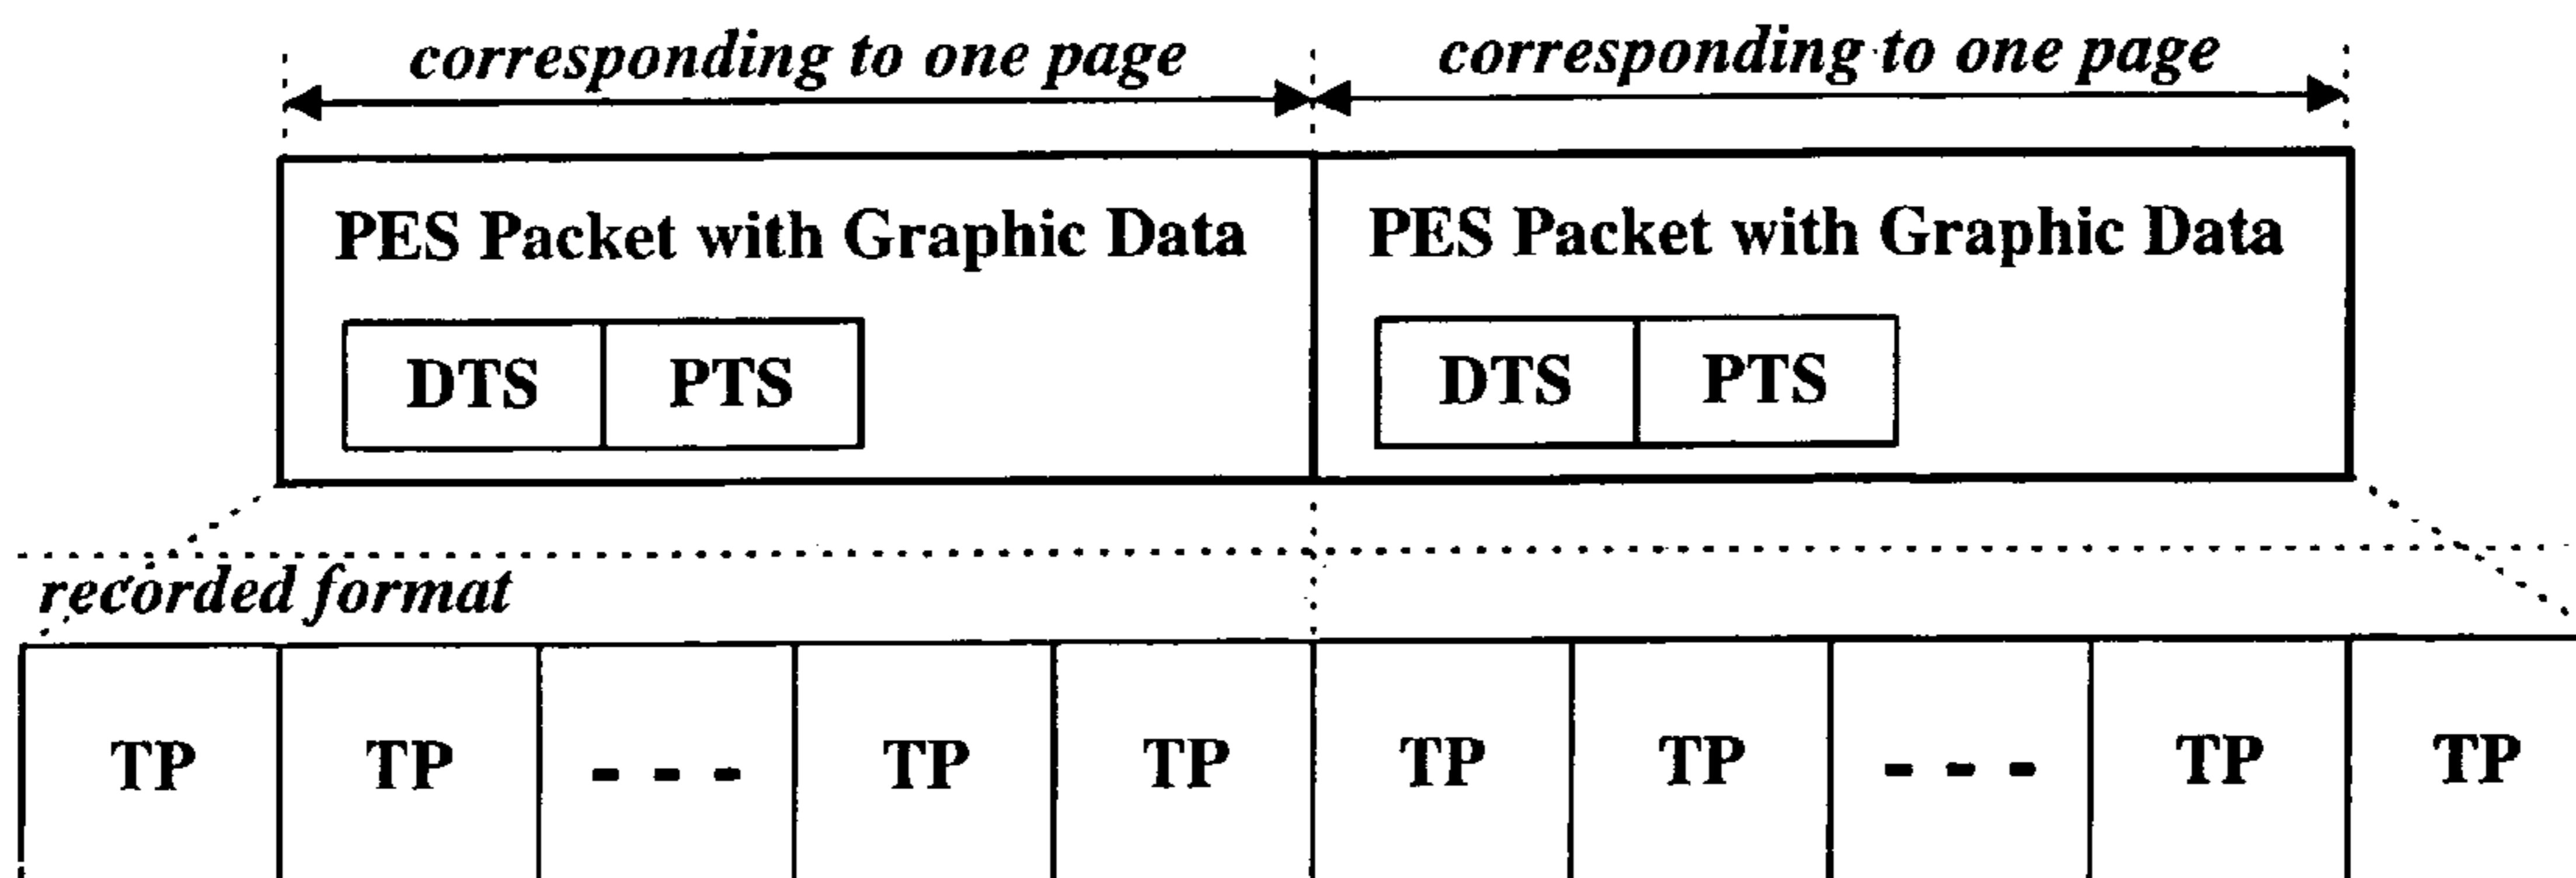 corresponding to one page corresponding to one page
PES Packet with Graphic Data PES Packet with Graphic Data
DTS PTS DTS PTS
recorded format
TP TP - - - TP TP TP TP - - - TP TP